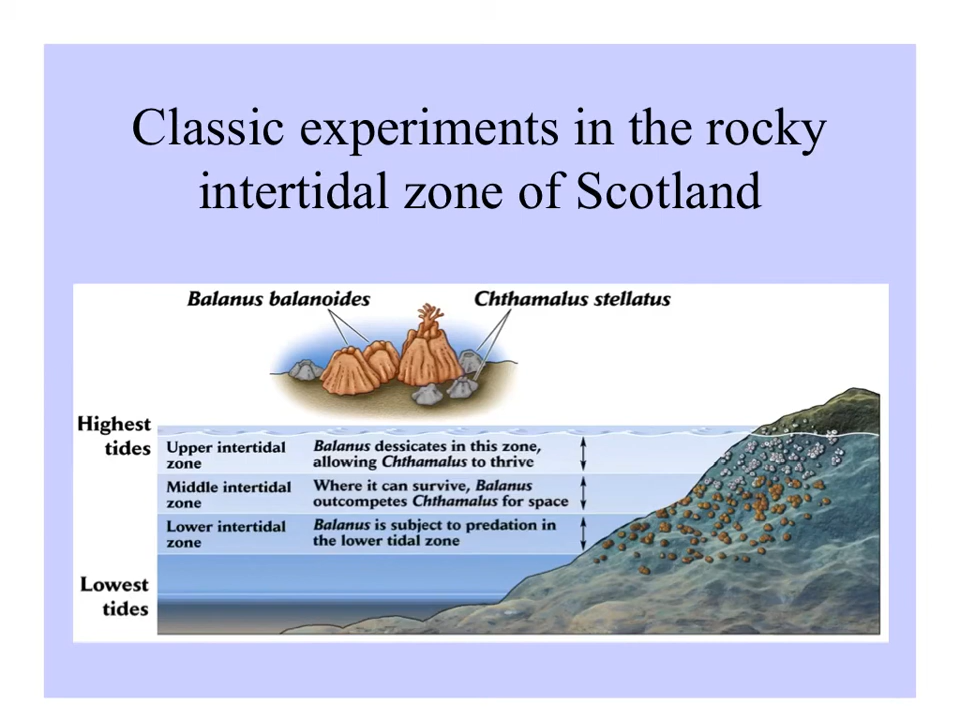 Classic experiments in the rocky
intertidal zone of Scotland
Balanus balanoides
Chthamalus stellatus
Highest
tides
Upper intertidal
zone
Balanus dessicates in this zone,
allowing Chthamalus to thrive
Middle intertidal
zone
Where it can survive, Balanus
outcompetes Chthamalus for space
Lower intertidal
zone
Balanus is subject to predation in
the lower tidal zone
Lowest
tides